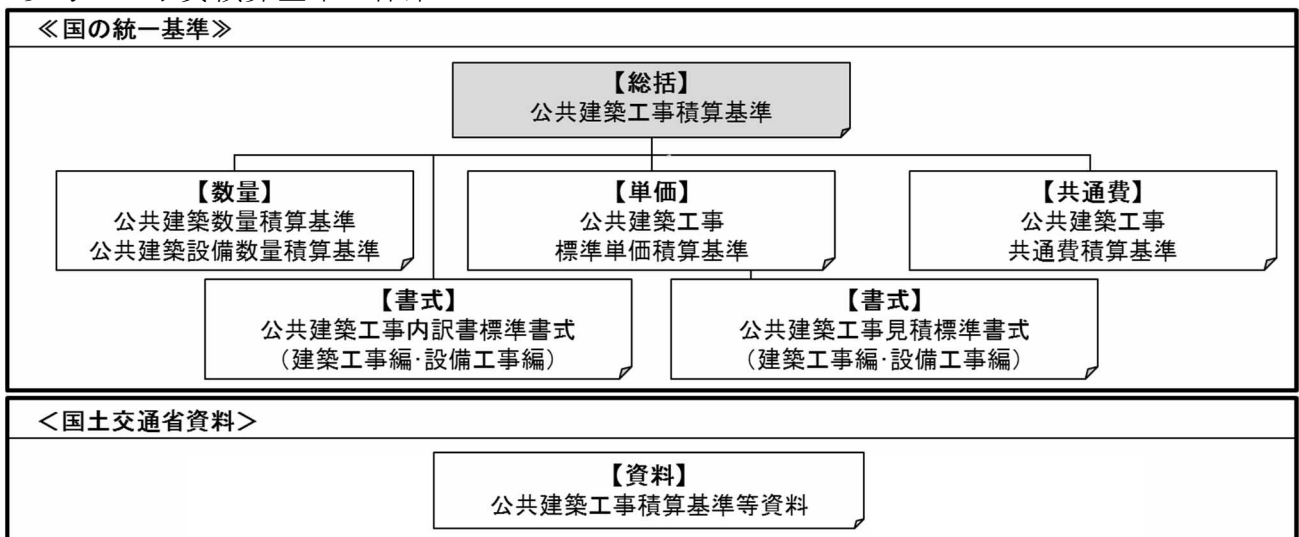 ≪国の統一基準≫
【総括】
公共建築工事積算基準
【数量】
公共建築数量積算基準
公共建築設備数量積算基準
【単価】
公共建築工事
標準単価積算基準
【共通費】
公共建築工事
共通費積算基準
【書式】
公共建築工事内訳書標準書式
（建築工事編・設備工事編）
【書式】
公共建築工事見積標準書式
（建築工事編・設備工事編）
＜国土交通省資料＞
【資料】
公共建築工事積算基準等資料